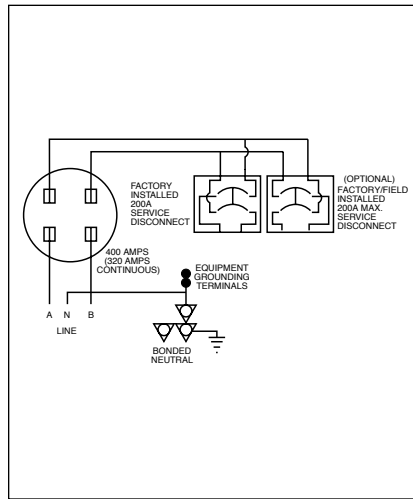 FACTORY
INSTALLED
200A
SERVICE
DISCONNECT
(OPTIONAL)
FACTORY/FIELD
INSTALLED
200A MAX.
SERVICE
DISCONNECT
400 AMPS
(320 AMPS
CONTINUOUS)
EQUIPMENT
GROUNDING
TERMINALS
A N B
LINE
BONDED
NEUTRAL